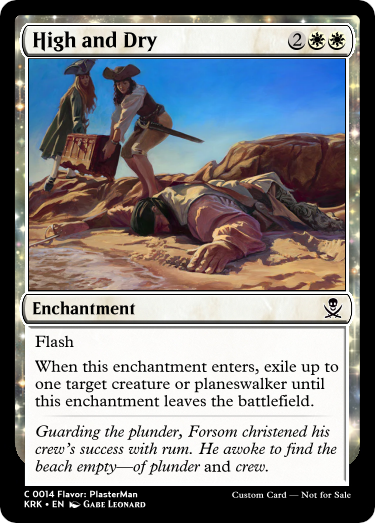 High and Dry 2
Enchantment
Flash
When this enchantment enters, exile up to
one target creature or planeswalker until
this enchantment leaves the battlefield.
Guarding the plunder, Forsom christened his
crew's success with rum. He awoke to find the
beach empty—of plunder and crew.
C 0014 Flavor: PlasterMan
KRK • EN Gabe Leonard
Custom Card — Not for Sale